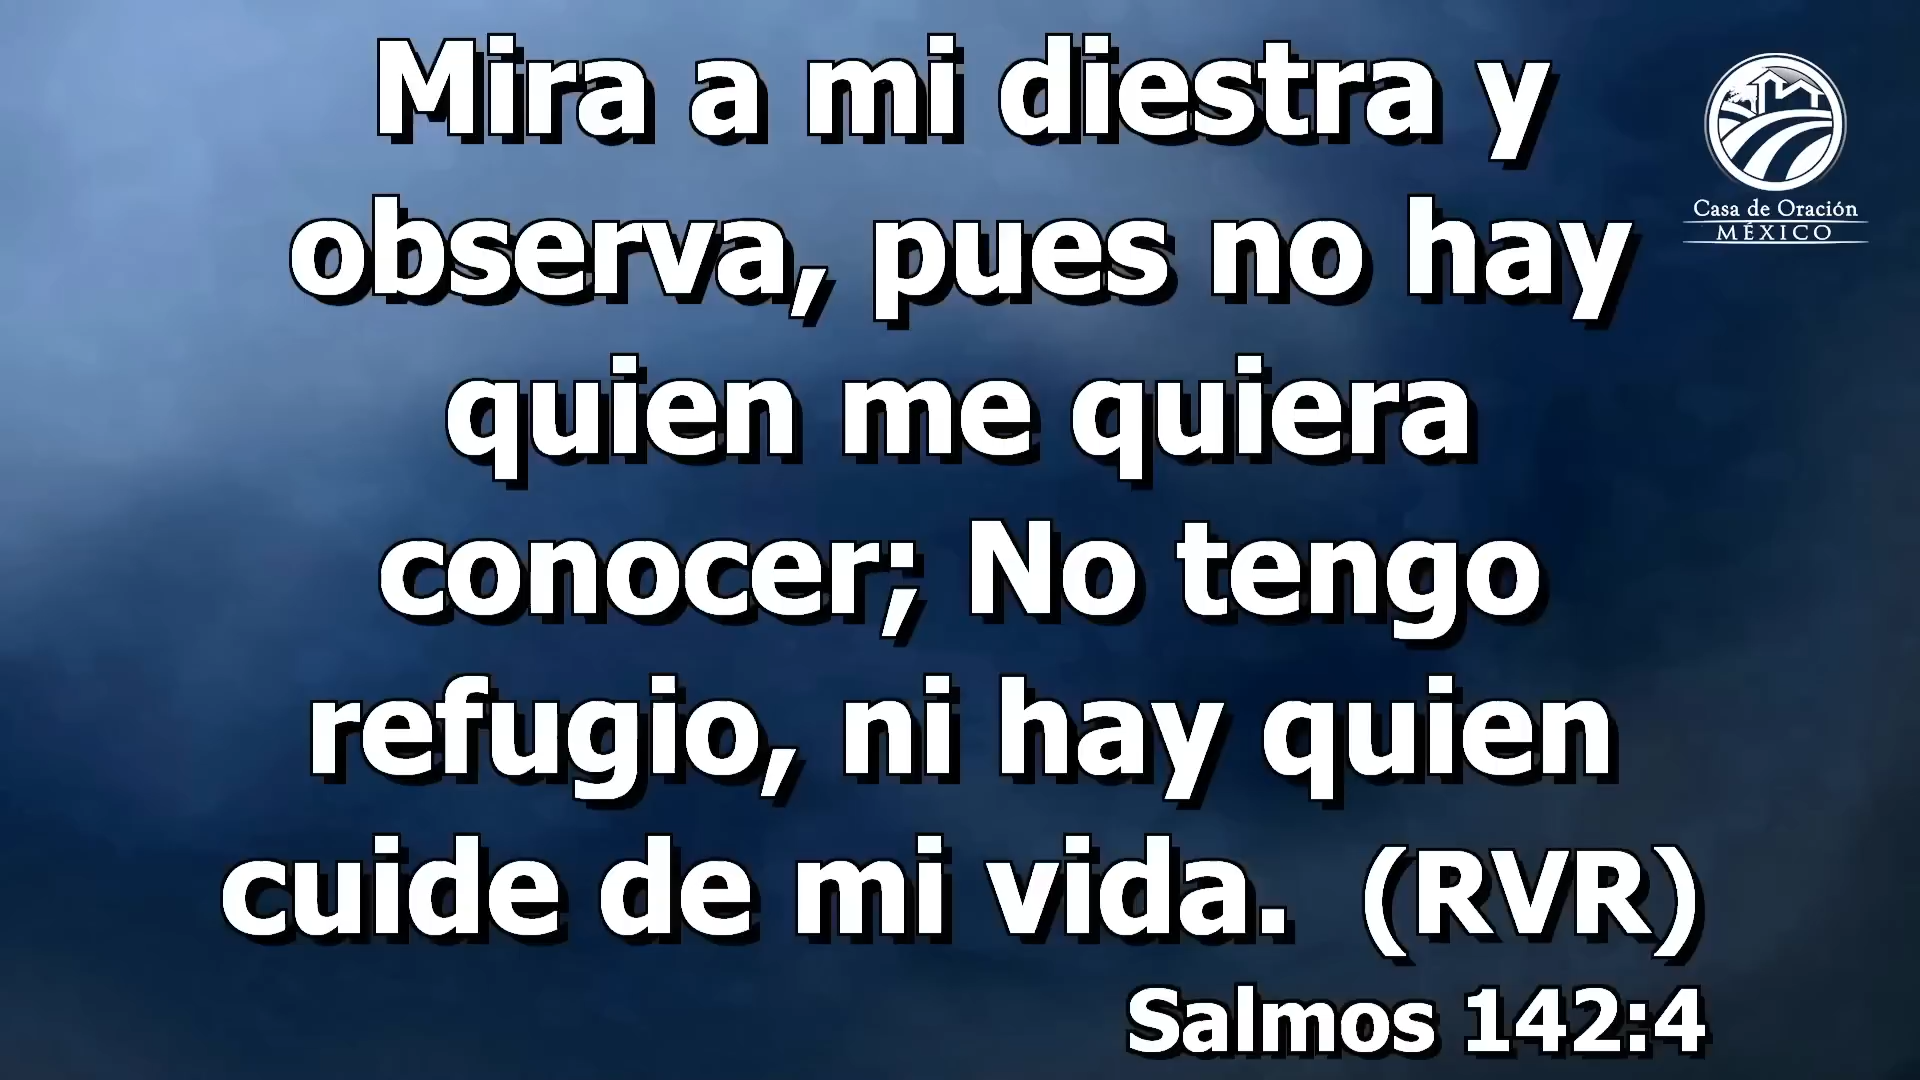 Mira a mi diestra y
observa, pues no hay
quien me quiera
conocer; No tengo
refugio, ni hay quien
cuide de mi vida. (RVR)
Salmos 142:4
Casa de Oración
MÉXICO